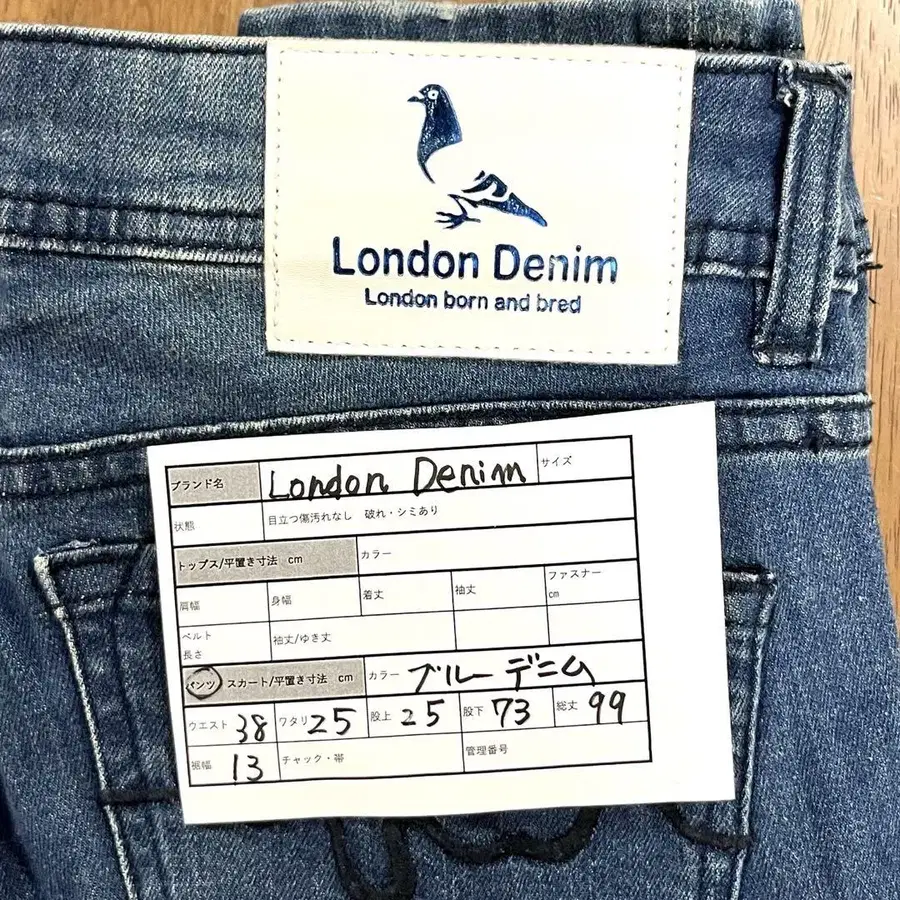 London Denim
London born and bred
ブランド名 London Denim サイズ
状態 目立つ傷汚れなし 破れ・シミあり
トップス/平置き寸法 cm カラー
肩幅 身幅 着丈 袖丈 ファスナー cm
ベルト長さ 袖丈/ゆき丈
パンツ スカート/平置き寸法 cm カラー ブルーデニム
ウエスト 38 ワタリ 25 股上 25 股下 73 総丈 99
裾幅 13 チャック・帯 管理番号